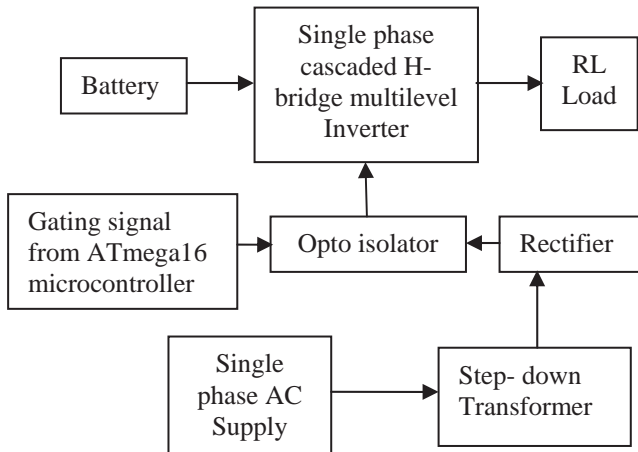 Battery
Single phase
cascaded H-
bridge multilevel
Inverter
RL
Load
Gating signal
from ATmega16
microcontroller
Opto isolator
Rectifier
Single
phase AC
Supply
Step- down
Transformer